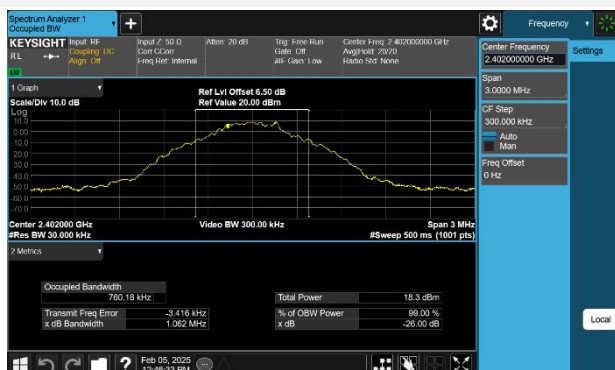 Spectrum Analyzer 1
Occupied BW
Frequency
KEYSIGHT
Input: RF
Coupling: DC
Align: Off
Input Z: 50 Ω
Corr CCorr
Freq Ref: Internal
Atten: 20 dB
Trig: Free Run
Gate: Off
#IF Gain: Low
Center Freq: 2.402000000 GHz
Avg|Hold: 20/20
Radio Std: None
RL
LW
1 Graph
Scale/Div 10.0 dB
Ref Lvl Offset 6.50 dB
Ref Value 20.00 dBm
Log
10.0
0.00
-10.0
-20.0
-30.0
-40.0
-50.0
-60.0
-70.0
Center 2.402000 GHz
#Res BW 30.000 kHz
Video BW 300.00 kHz
Span 3 MHz
#Sweep 500 ms (1001 pts)
2 Metrics
Occupied Bandwidth
760.18 kHz
Transmit Freq Error -3.416 kHz
x dB Bandwidth 1.062 MHz
Total Power 18.3 dBm
% of OBW Power 99.00 %
x dB -26.00 dB
Feb 05, 2025
12:46:33 PM
Center Frequency
2.402000000 GHz
Settings
Span
3.0000 MHz
CF Step
300.000 kHz
Auto
Man
Freq Offset
0 Hz
Local